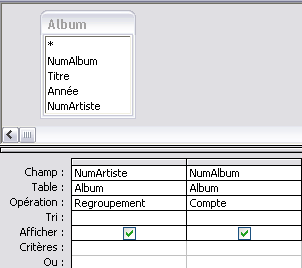 Album
*
NumAlbum
Titre
Année
NumArtiste
Champ : NumArtiste NumAlbum
Table : Album Album
Opération : Regroupement Compte
Tri :
Afficher :
Critères :
Ou :